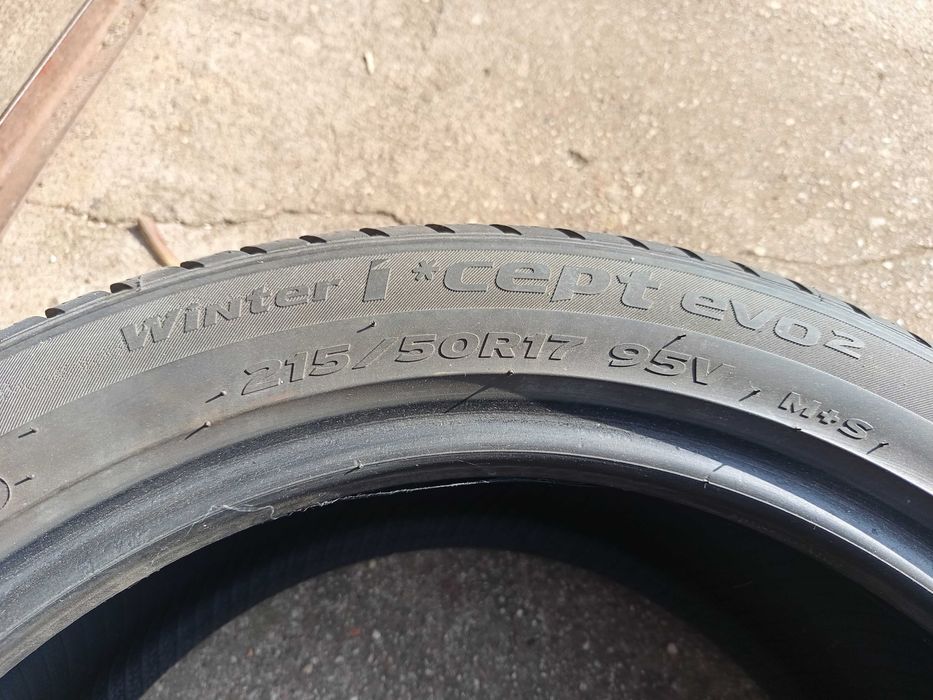 Winter i*cept evo2
215/50R17 95V M+S